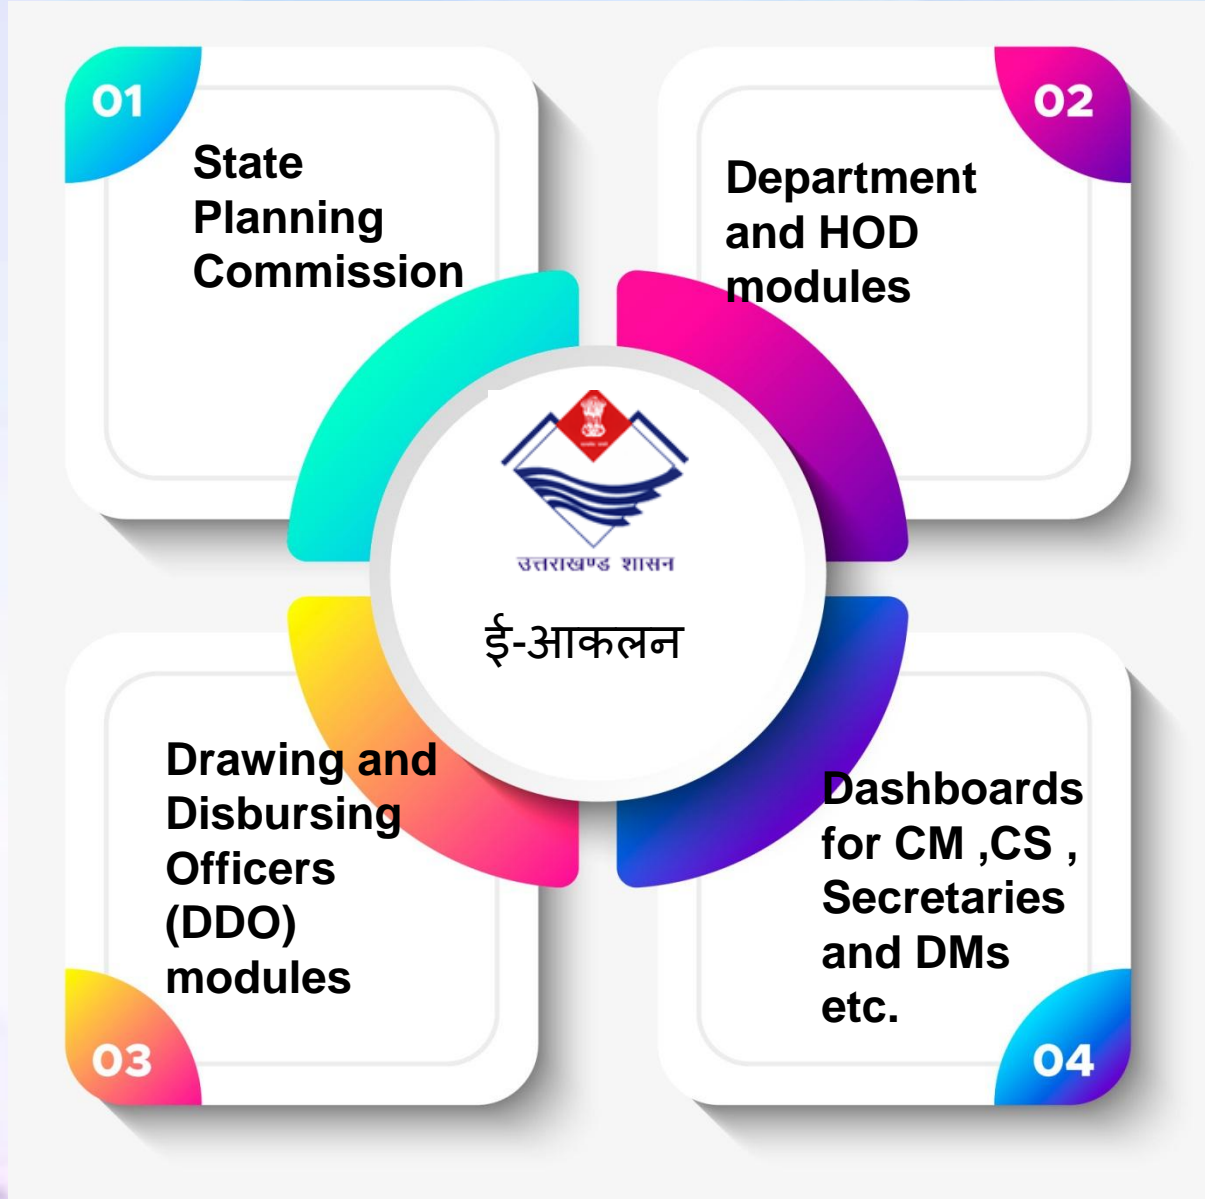 01
State
Planning
Commission
02
Department
and HOD
modules
उत्तराखण्ड शासन
ई-आकलन
Drawing and
Disbursing
Officers
(DDO)
modules
03
Dashboards
for CM ,CS ,
Secretaries
and DMs
etc.
04